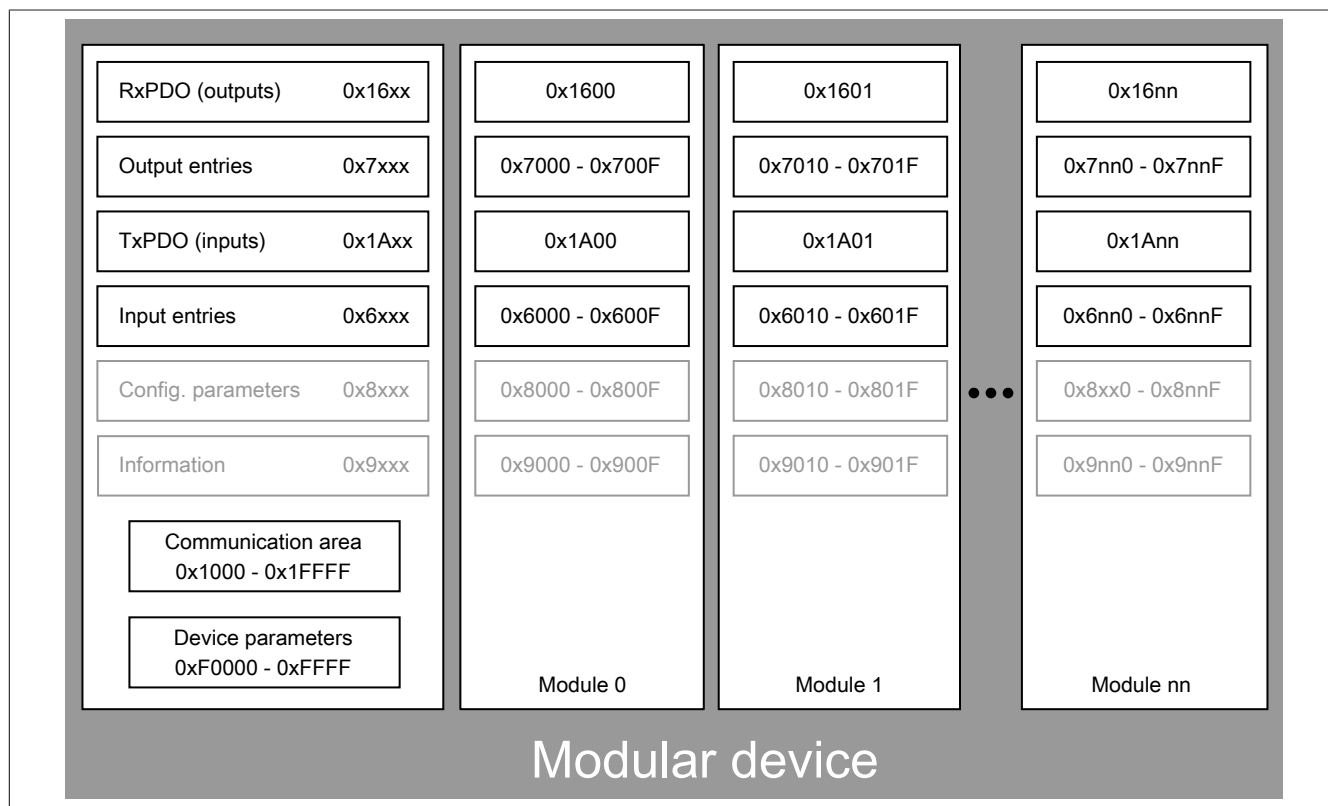 RxPDO (outputs) 0x16xx
Output entries 0x7xxx
TxPDO (inputs) 0x1Axx
Input entries 0x6xxx
Config. parameters 0x8xxx
Information 0x9xxx
Communication area
0x1000 - 0x1FFFF
Device parameters
0xF0000 - 0xFFFF
0x1600
0x7000 - 0x700F
0x1A00
0x6000 - 0x600F
0x8000 - 0x800F
0x9000 - 0x900F
Module 0
0x1601
0x7010 - 0x701F
0x1A01
0x6010 - 0x601F
0x8010 - 0x801F
0x9010 - 0x901F
Module 1
0x16nn
0x7nn0 - 0x7nnF
0x1Ann
0x6nn0 - 0x6nnF
0x8xx0 - 0x8nnF
0x9nn0 - 0x9nnF
Module nn
Modular device